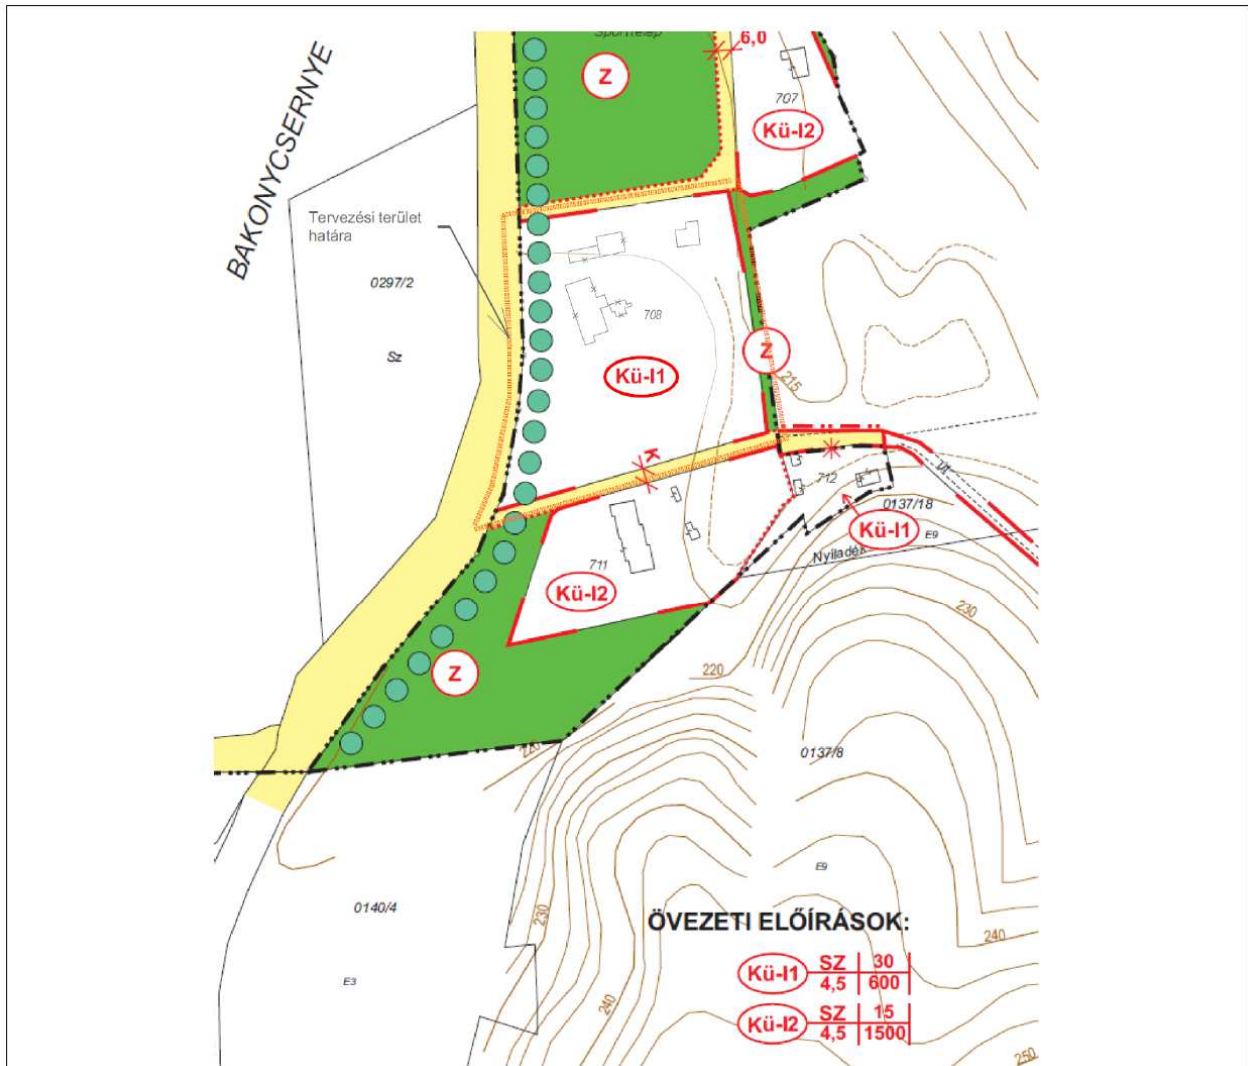 Sporttelep
6,0
Z
707
Kü-I2
BAKONYCSERNYE
Tervezési terület
határa
0297/2
708
Sz
Z
Kü-I1
215
K
712
0137/18
Kü-I1
E9
Nyiladék
711
Kü-I2
230
Z
220
220
0137/8
E9
0140/4
230
ÖVEZETI ELŐÍRÁSOK:
240
Kü-I1 SZ 30
4,5 600
E3
240
Kü-I2 SZ 15
4,5 1500
250